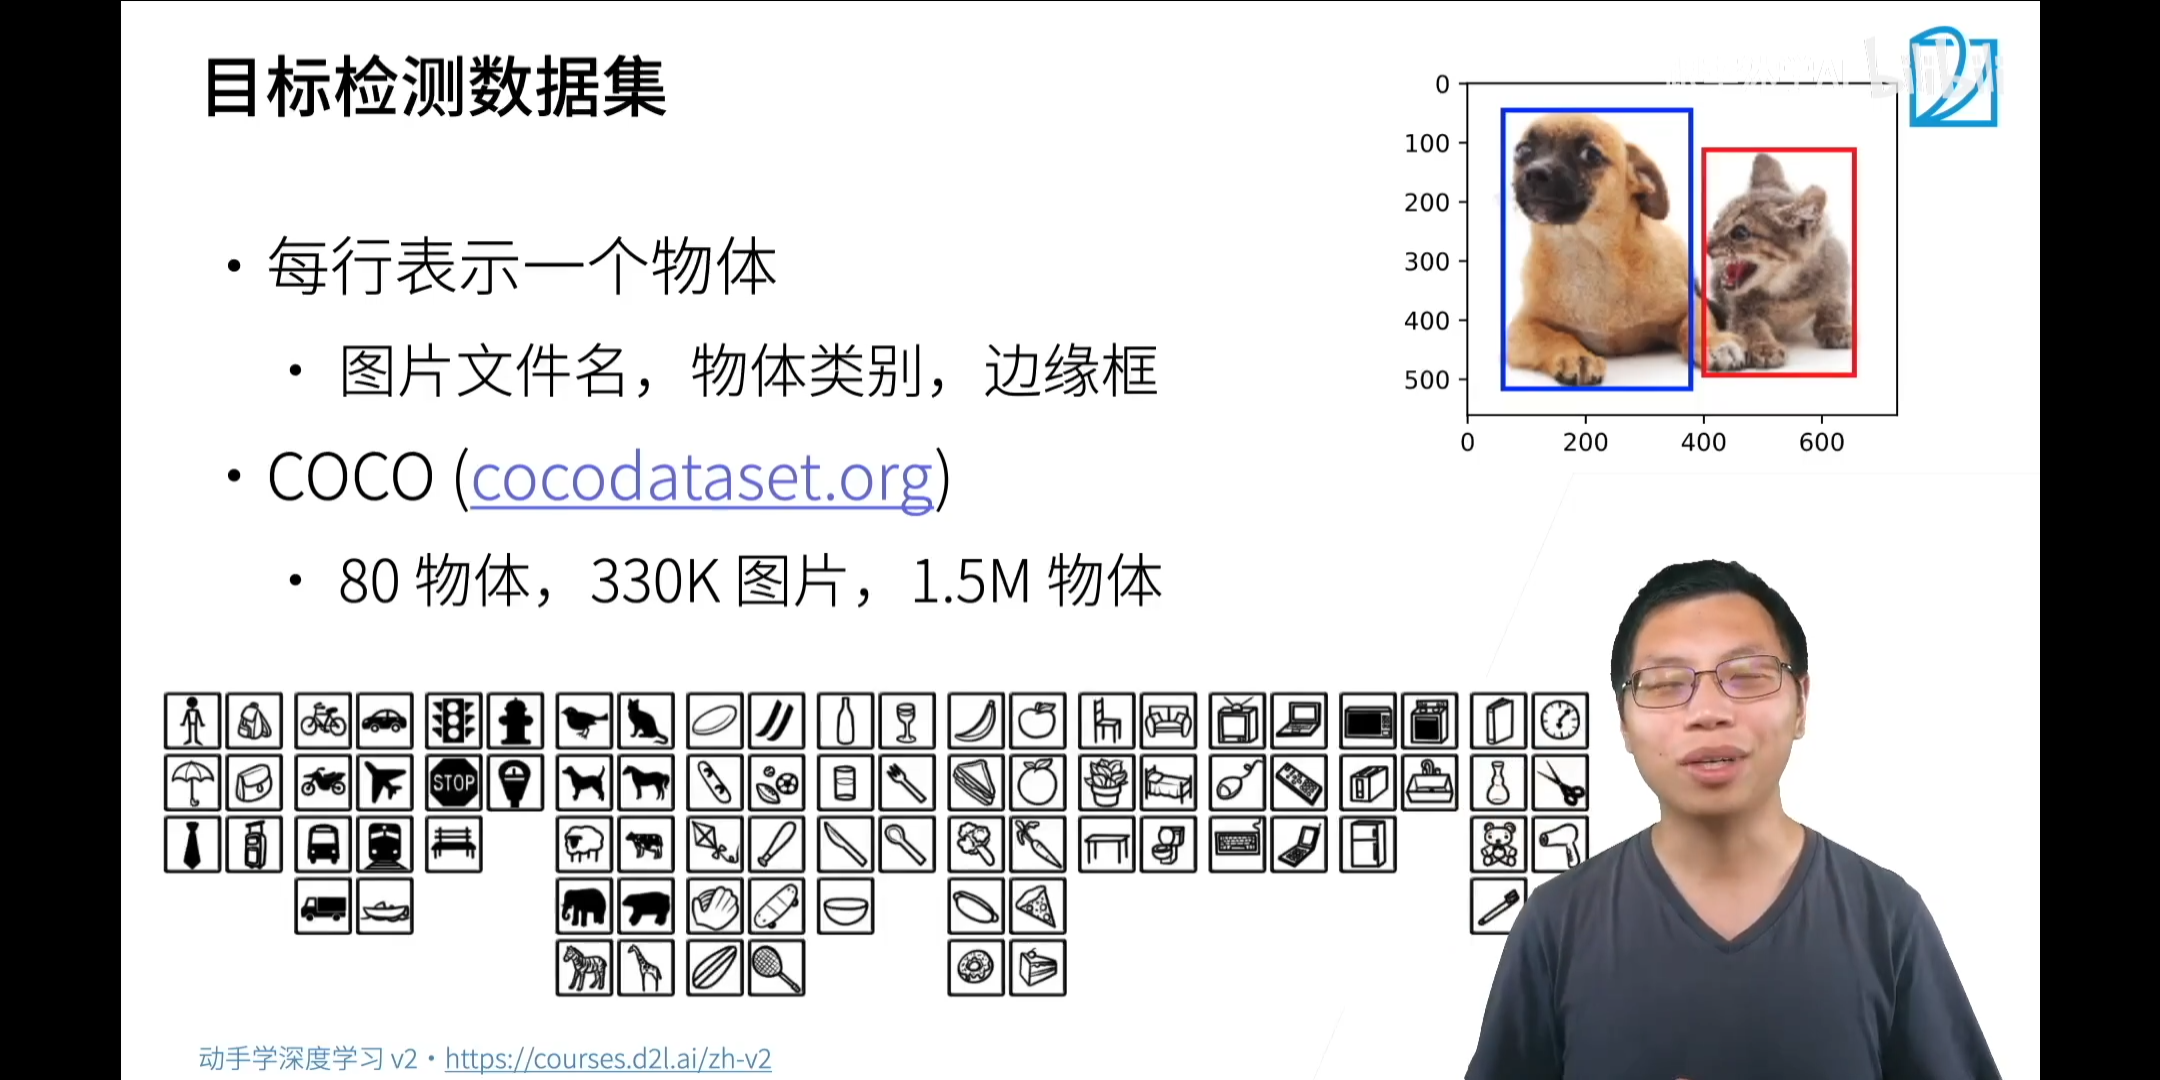 目标检测数据集
• 每行表示一个物体
• 图片文件名，物体类别，边缘框
• COCO (cocodataset.org)
• 80 物体，330K 图片，1.5M 物体
0
100
200
300
400
500
0 200 400 600
bilibili
STOP
动手学深度学习 v2 • https://courses.d2l.ai/zh-v2